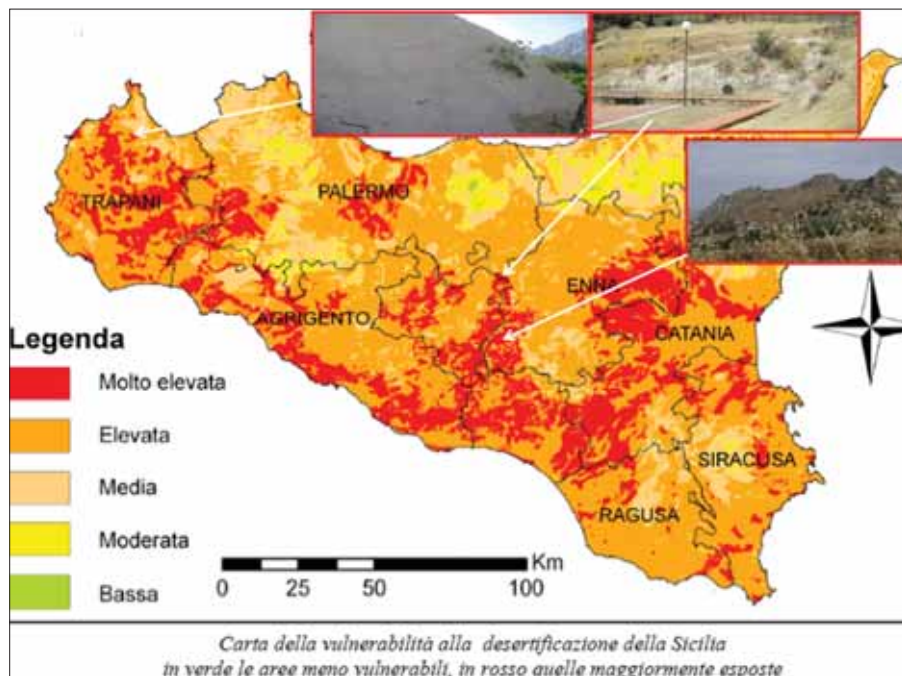 TRAPANI
PALERMO
AGRIGENTO
ENNA
CATANIA
SIRACUSA
RAGUSA
Legenda
Molto elevata
Elevata
Media
Moderata
Bassa
Km
0 25 50 100
Carta della vulnerabilità alla desertificazione della Sicilia
in verde le aree meno vulnerabili, in rosso quelle maggiormente esposte